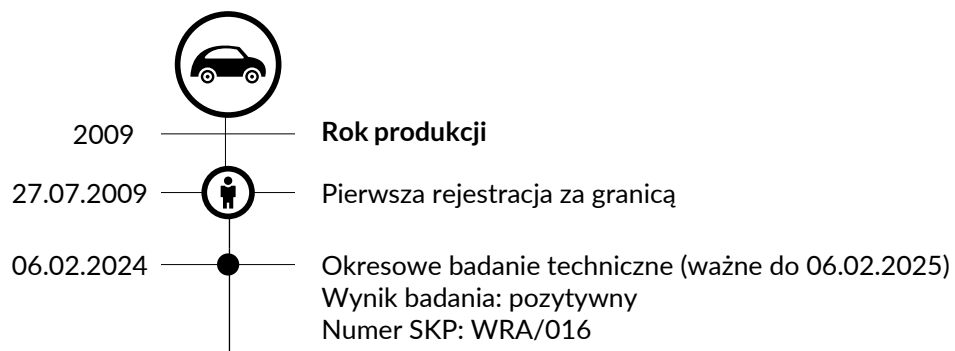 2009 Rok produkcji
27.07.2009 Pierwsza rejestracja za granicą
06.02.2024 Okresowe badanie techniczne (ważne do 06.02.2025)
Wynik badania: pozytywny
Numer SKP: WRA/016